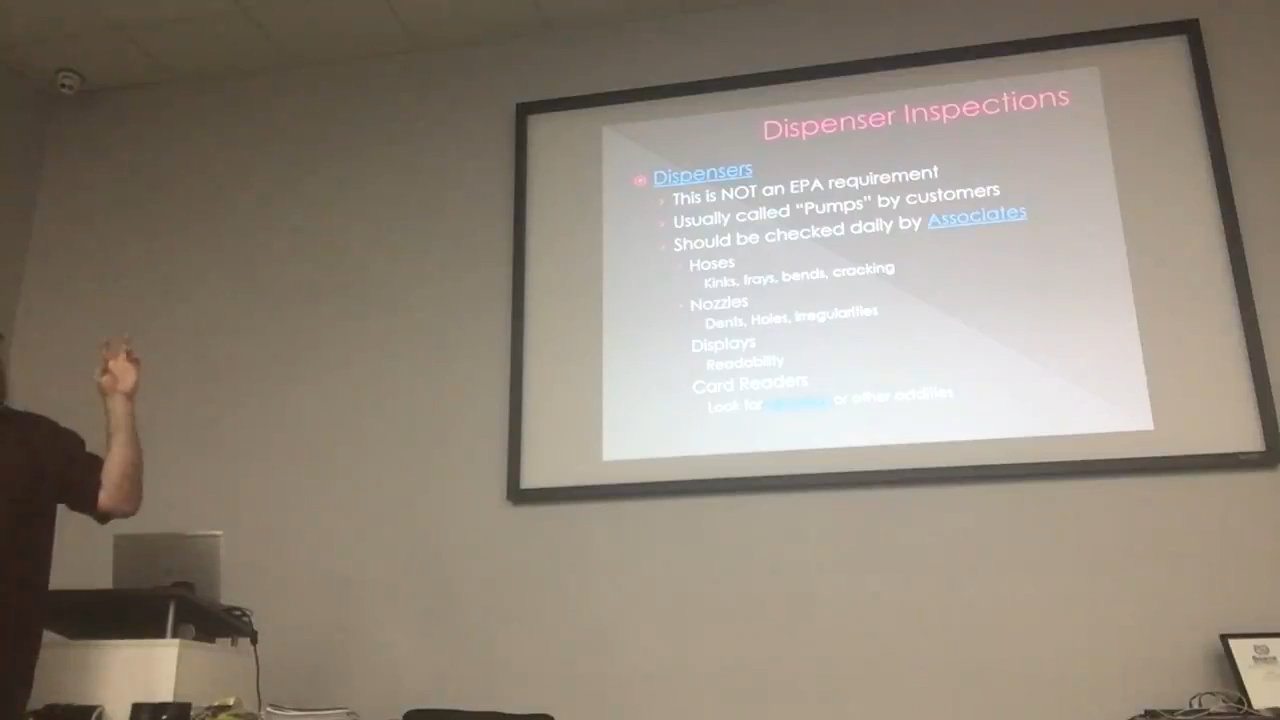 Dispenser Inspections
Dispensers
This is NOT an EPA requirement
Usually called “Pumps” by customers
Should be checked daily by Associates
Hoses
Kinks, frays, bends, cracking
Nozzles
Dents, Holes, Irregularities
Displays
Readability
Card Readers
Look for or other oddities